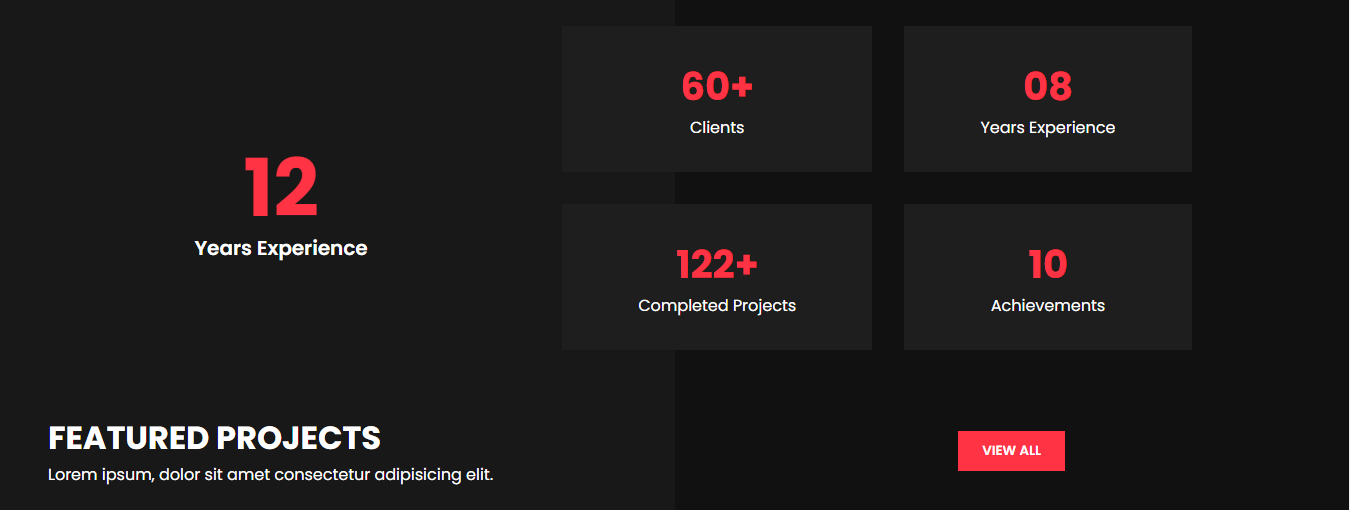 12
Years Experience
60+
Clients
08
Years Experience
122+
Completed Projects
10
Achievements
FEATURED PROJECTS
Lorem ipsum, dolor sit amet consectetur adipisicing elit.
VIEW ALL